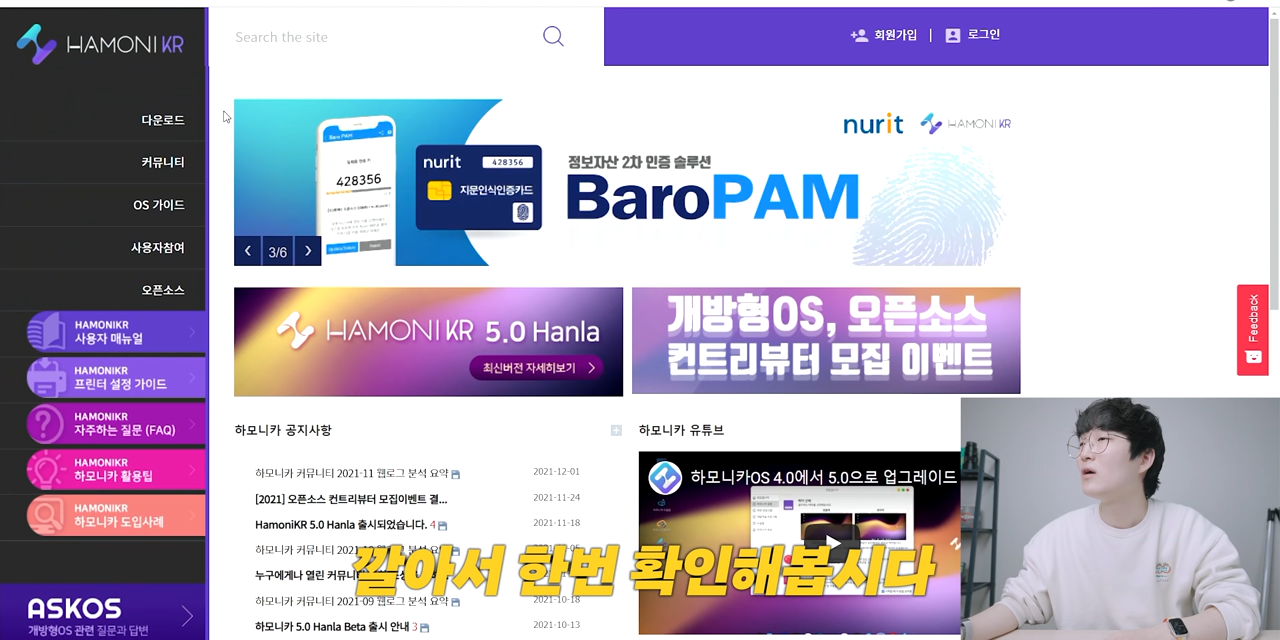 HAMONIKR
Search the site
회원가입 | 로그인
다운로드
커뮤니티
OS 가이드
사용자참여
오픈소스
HAMONIKR
사용자 매뉴얼
HAMONIKR
프린터 설정 가이드
HAMONIKR
자주하는 질문 (FAQ)
HAMONIKR
하모니카 활용팁
HAMONIKR
하모니카 도입사례
ASKOS
개방형OS 관련 질문과 답변
Baro PAM
428356
nurit
428356
지문인식인증카드
정보자산 2차 인증 솔루션
BaroPAM
nurit
HAMONIKR
3/6
HAMONIKR 5.0 Hanla
최신버전 자세히보기
개방형OS, 오픈소스
컨트리뷰터 모집 이벤트
Feedback
하모니카 공지사항
하모니카 커뮤니티 2021-11 웹로그 분석 요약 2021-12-01
[2021] 오픈소스 컨트리뷰터 모집이벤트 결... 2021-11-24
HamoniKR 5.0 Hanla 출시되었습니다. 4 2021-11-18
하모니카 커뮤니티
누구에게나 열린
하모니카 커뮤니티 2021-09 웹로그 분석 요약 2021-10-18
하모니카 5.0 Hanla Beta 출시 안내 3 2021-10-13
하모니카 유튜브
하모니카OS 4.0에서 5.0으로 업그레이드
깔아서 한번 확인해봅시다